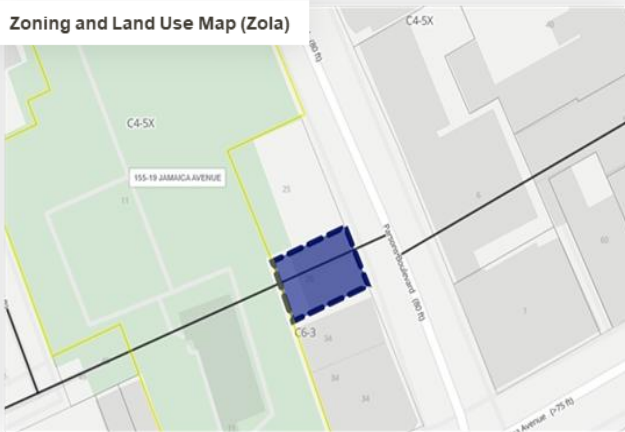 Zoning and Land Use Map (Zola)
C4-5X
(80 ft)
C4-5X
155-19 JAMAICA AVENUE
11
25
6
Parsons Boulevard (80 ft)
60
7
C6-3
34
34
34
Avenue (>75 ft)